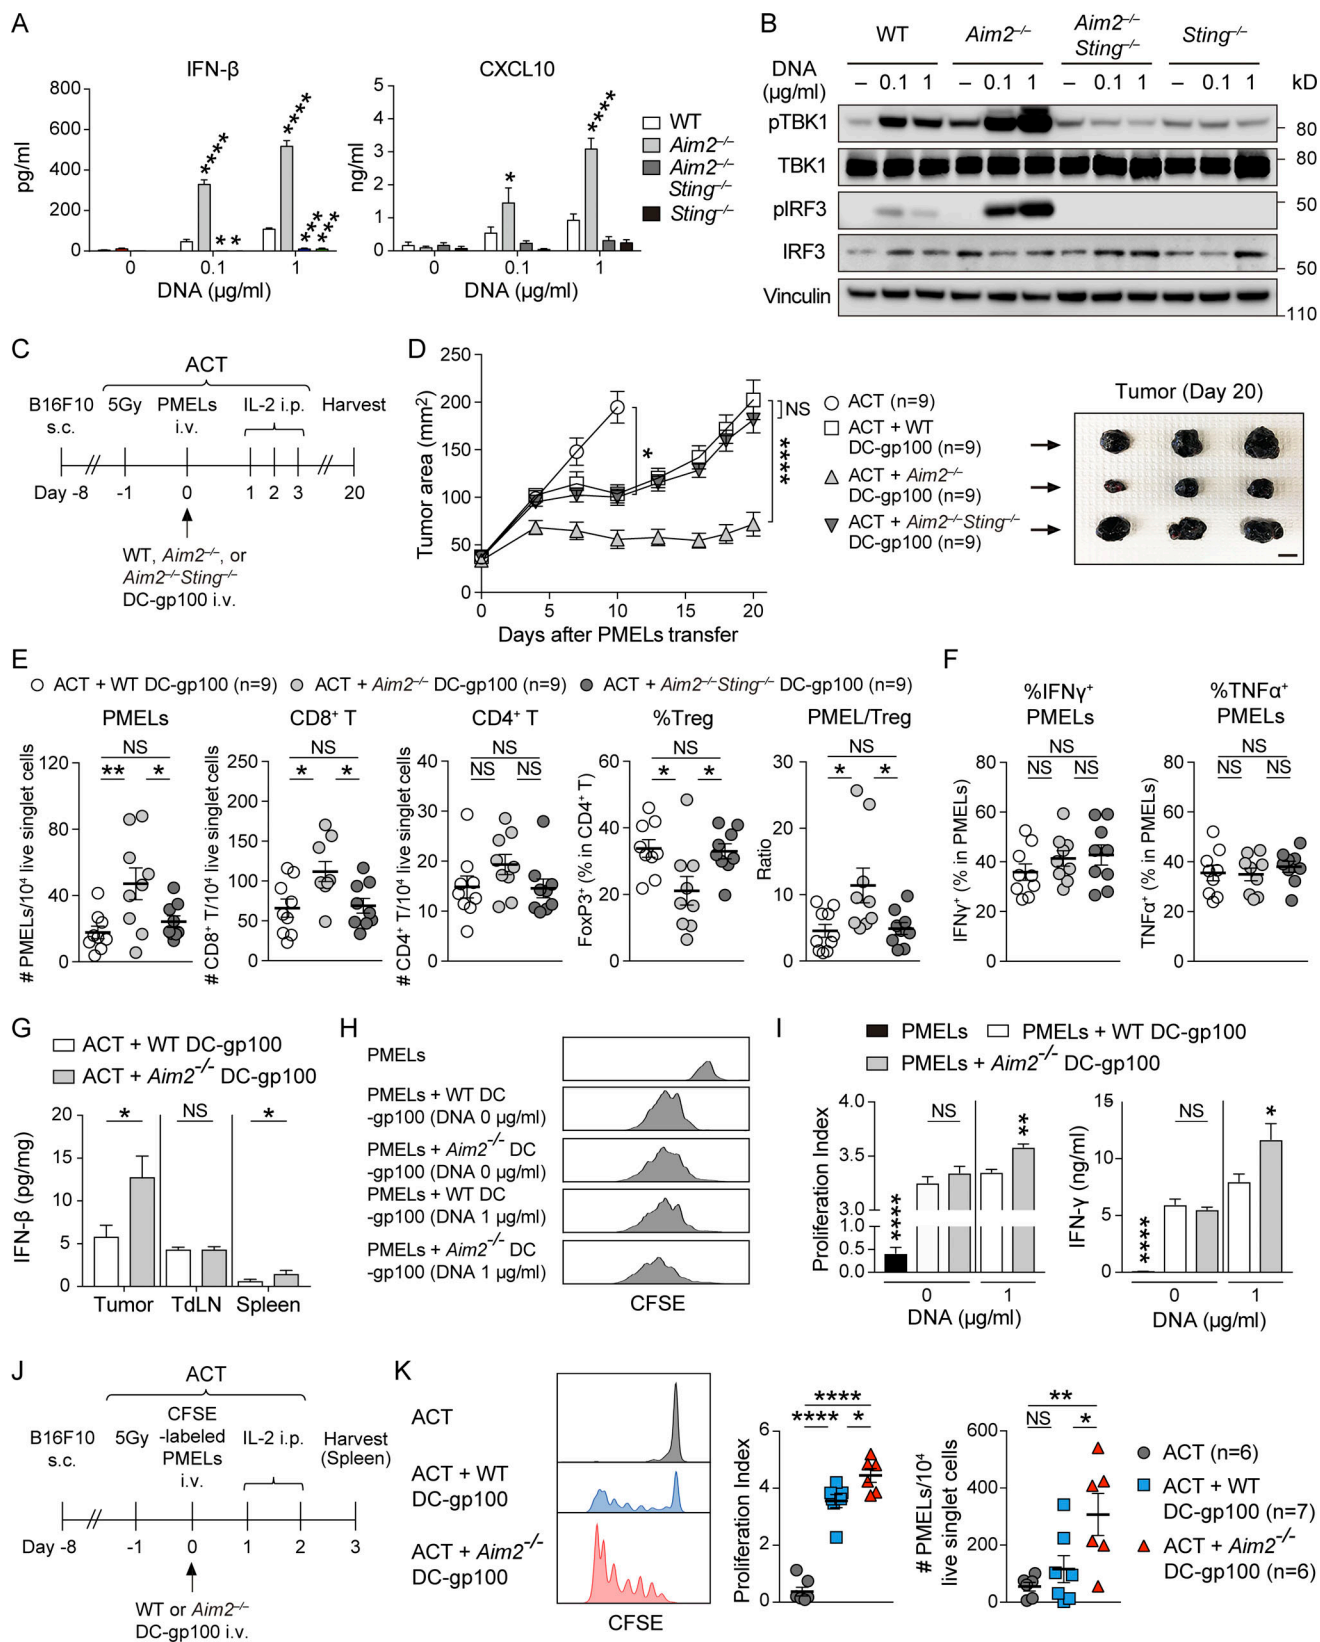 A
IFN-β
CXCL10
pg/ml
800
600
400
200
0
****
****
**
***
***
0 0.1 1
DNA (µg/ml)
ng/ml
5
4
3
2
1
0
*
****
0 0.1 1
DNA (µg/ml)
WT
Aim2–/–
Aim2–/–
Sting–/–
Sting–/–
B
WT
Aim2–/–
Aim2–/–
Sting–/–
Sting–/–
DNA
(µg/ml)
– 0.1 1 – 0.1 1 – 0.1 1 – 0.1 1
kD
pTBK1
80
TBK1
80
pIRF3
50
IRF3
50
Vinculin
110
C
ACT
B16F10
s.c.
5Gy
PMELs
i.v.
IL-2 i.p.
Harvest
Day -8 -1 0 1 2 3 20
WT, Aim2–/–, or
Aim2–/–Sting–/–
DC-gp100 i.v.
D
Tumor area (mm2)
250
200
150
100
50
0
0 5 10 15 20
Days after PMELs transfer
*
NS
****
ACT (n=9)
ACT + WT
DC-gp100 (n=9)
ACT + Aim2–/–
DC-gp100 (n=9)
ACT + Aim2–/–Sting–/–
DC-gp100 (n=9)
Tumor (Day 20)
E
ACT + WT DC-gp100 (n=9)
ACT + Aim2–/– DC-gp100 (n=9)
ACT + Aim2–/–Sting–/– DC-gp100 (n=9)
PMELs
# PMELs/10⁴ live singlet cells
120
80
40
0
NS
** *
CD8+ T
# CD8+ T/10⁴ live singlet cells
250
200
150
100
50
0
NS
* *
CD4+ T
# CD4+ T/10⁴ live singlet cells
40
30
20
10
0
NS
NS NS
%Treg
FoxP3+ (% in CD4+ T)
60
40
20
0
NS
* *
PMEL/Treg
Ratio
30
20
10
0
NS
* *
F
%IFNγ+
PMELs
IFNγ+ (% in PMELs)
80
60
40
20
0
NS
NS NS
%TNFα+
PMELs
TNFα+ (% in PMELs)
80
60
40
20
0
NS
NS NS
G
ACT + WT DC-gp100
ACT + Aim2-/- DC-gp100
IFN-β (pg/mg)
20
15
10
5
0
* NS *
Tumor TdLN Spleen
H
PMELs
PMELs + WT DC
-gp100 (DNA 0 µg/ml)
PMELs + Aim2-/- DC
-gp100 (DNA 0 µg/ml)
PMELs + WT DC
-gp100 (DNA 1 µg/ml)
PMELs + Aim2-/- DC
-gp100 (DNA 1 µg/ml)
CFSE
I
PMELs
PMELs + WT DC-gp100
PMELs + Aim2-/- DC-gp100
Proliferation Index
4.0
3.5
3.0
1.0
0.5
0.0
****
NS
**
0 1
DNA (µg/ml)
IFN-γ (ng/ml)
15
10
5
0
****
NS
*
0 1
DNA (µg/ml)
J
ACT
B16F10
s.c.
5Gy
CFSE
-labeled
PMELs
i.v.
IL-2 i.p.
Harvest
(Spleen)
Day -8 -1 0 1 2 3
WT or Aim2–/–
DC-gp100 i.v.
K
ACT
ACT + WT
DC-gp100
ACT + Aim2-/-
DC-gp100
CFSE
Proliferation Index
6
4
2
0
****
**** *
# PMELs/10⁴
live singlet cells
600
400
200
0
**
NS *
ACT (n=6)
ACT + WT
DC-gp100 (n=7)
ACT + Aim2-/-
DC-gp100 (n=6)